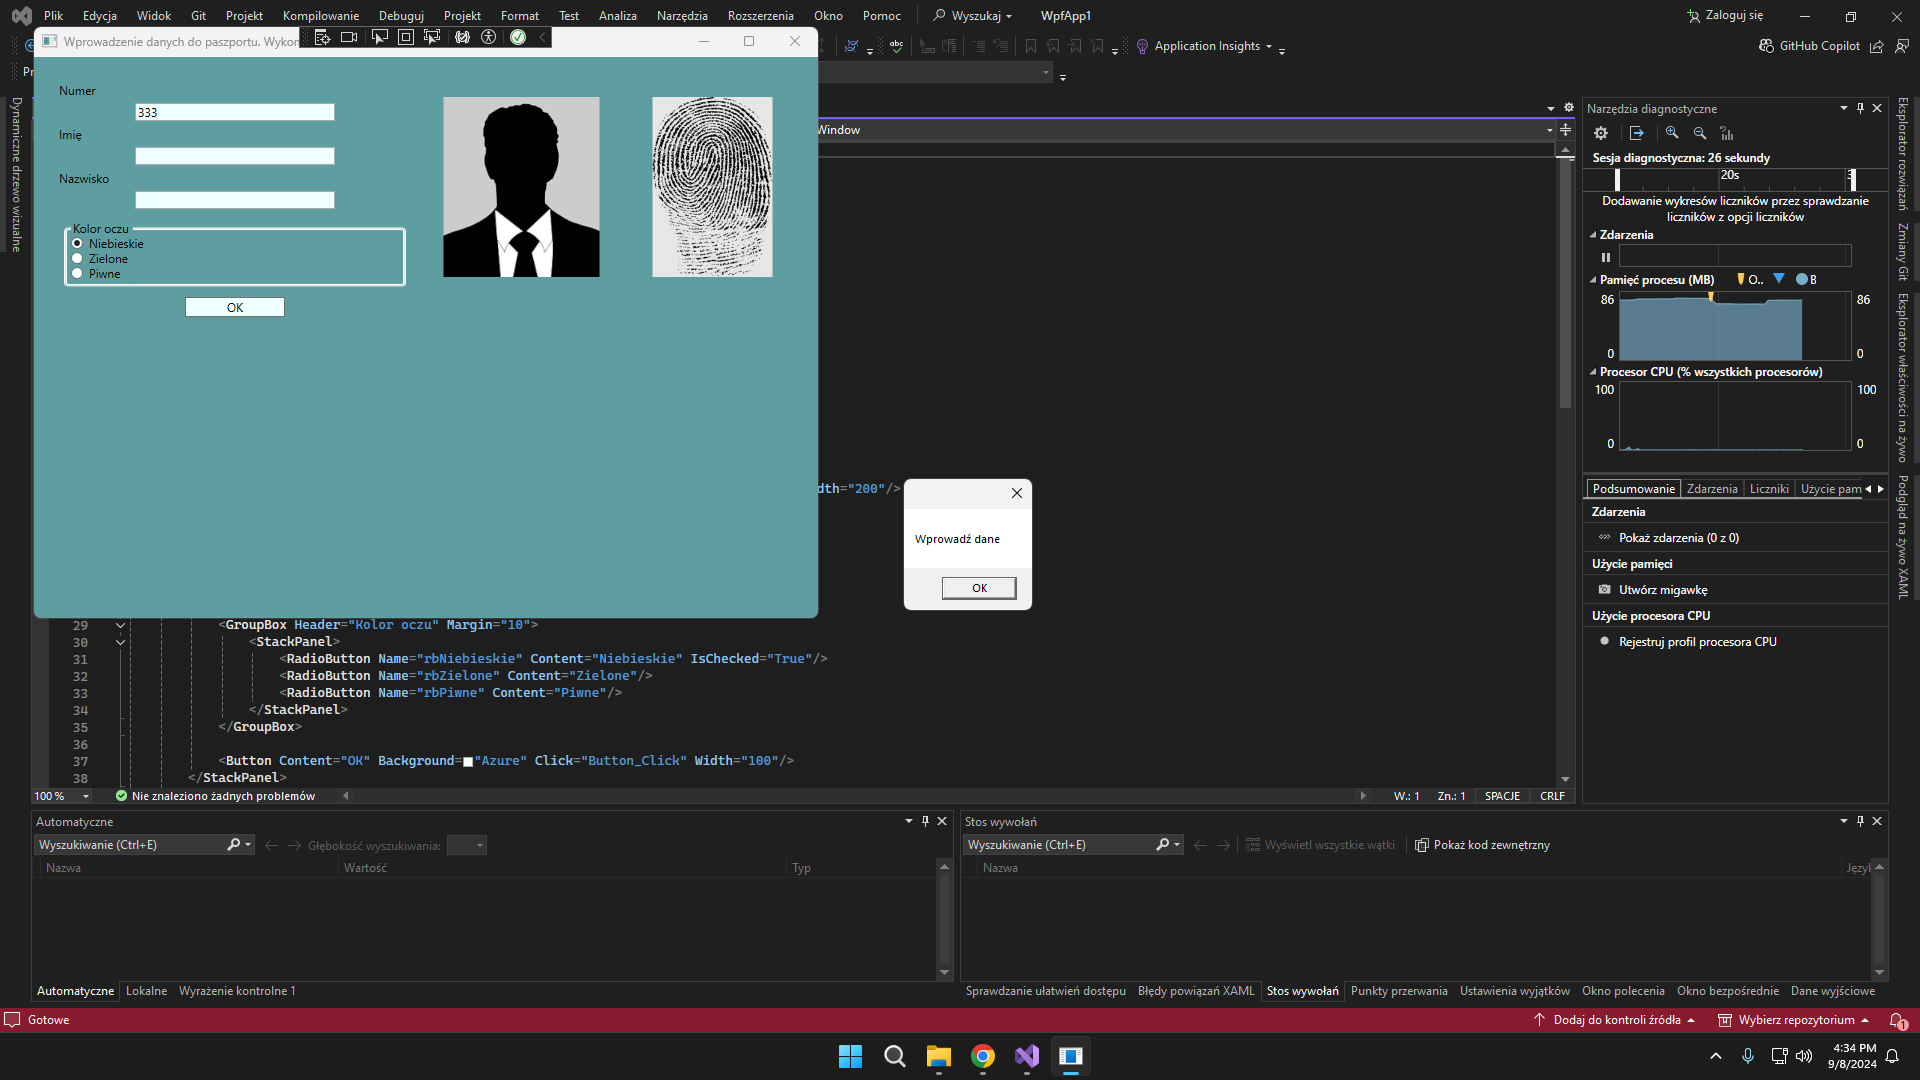 Plik Edycja Widok Git Projekt Kompilowanie Debuguj Projekt Format Test Analiza Narzędzia Rozszerzenia Okno Pomoc Wyszukaj WpfApp1 Zaloguj się
Wprowadzenie danych do paszportu. Wykon
Application Insights
GitHub Copilot
Pr
Dynamiczne drzewo wizualne
Numer
333
Imię
Nazwisko
Kolor oczu
Niebieskie
Zielone
Piwne
OK
Window
dth="200"/>
Wprowadź dane
OK
29 <GroupBox Header="Kolor oczu" Margin="10">
30 <StackPanel>
31 <RadioButton Name="rbNiebieskie" Content="Niebieskie" IsChecked="True"/>
32 <RadioButton Name="rbZielone" Content="Zielone"/>
33 <RadioButton Name="rbPiwne" Content="Piwne"/>
34 </StackPanel>
35 </GroupBox>
36
37 <Button Content="OK" Background="Azure" Click="Button_Click" Width="100"/>
38 </StackPanel>
100 % Nie znaleziono żadnych problemów W.: 1 Zn.: 1 SPACJE CRLF
Narzędzia diagnostyczne
Sesja diagnostyczna: 26 sekundy
20s
Dodawanie wykresów liczników przez sprawdzanie
liczników z opcji liczników
Zdarzenia
Pamięć procesu (MB) O.. B
86 86
0 0
Procesor CPU (% wszystkich procesorów)
100 100
0 0
Podsumowanie Zdarzenia Liczniki Użycie pam
Zdarzenia
Pokaż zdarzenia (0 z 0)
Użycie pamięci
Utwórz migawkę
Użycie procesora CPU
Rejestruj profil procesora CPU
Eksplorator rozwiązań
Zmiany Git
Eksplorator właściwości na żywo
Podgląd na żywo XAML
Automatyczne
Wyszukiwanie (Ctrl+E) Głębokość wyszukiwania:
Nazwa Wartość Typ
Automatyczne Lokalne Wyrażenie kontrolne 1
Stos wywołań
Wyszukiwanie (Ctrl+E) Wyświetl wszystkie wątki Pokaż kod zewnętrzny
Nazwa Język
Sprawdzanie ułatwień dostępu Błędy powiązań XAML Stos wywołań Punkty przerwania Ustawienia wyjątków Okno polecenia Okno bezpośrednie Dane wyjściowe
Gotowe Dodaj do kontroli źródła Wybierz repozytorium 1
4:34 PM
9/8/2024